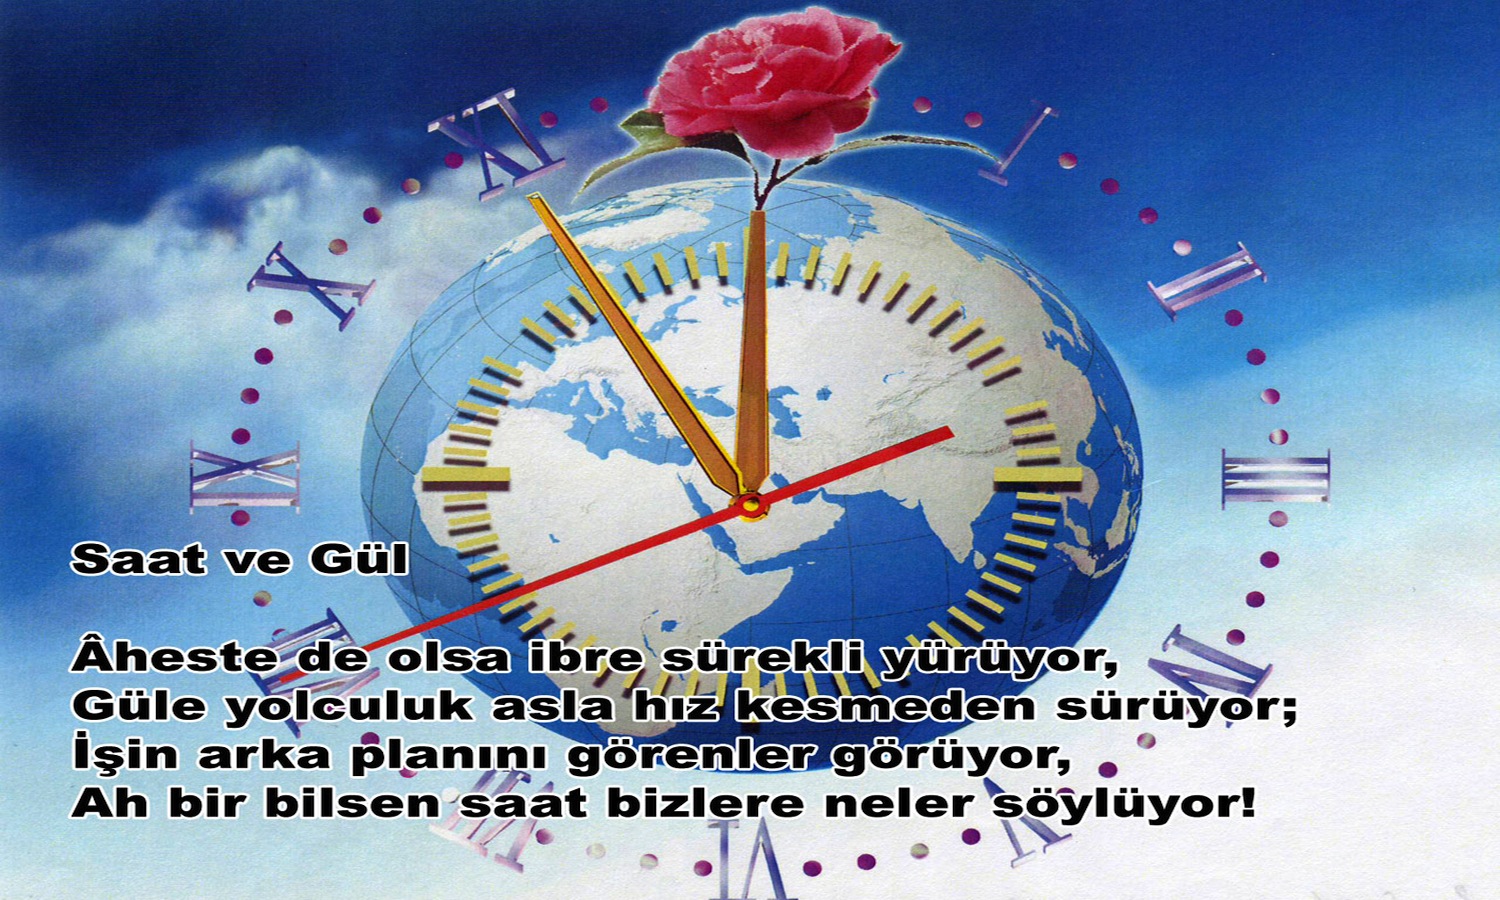 XI
I
X
II
IX
III
Saat ve Gül
Âheste de olsa ibre sürekli yürüyor,
Güle yolculuk asla hız kesmeden sürüyor;
İşin arka planını görenler görüyor,
Ah bir bilsen saat bizlere neler söylüyor!
VIII
IV
VII
V
VI